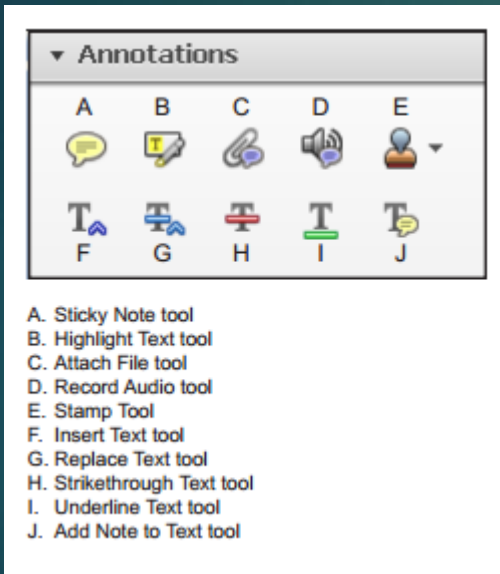 Annotations
A B C D E
F G H I J
A. Sticky Note tool
B. Highlight Text tool
C. Attach File tool
D. Record Audio tool
E. Stamp Tool
F. Insert Text tool
G. Replace Text tool
H. Strikethrough Text tool
I. Underline Text tool
J. Add Note to Text tool